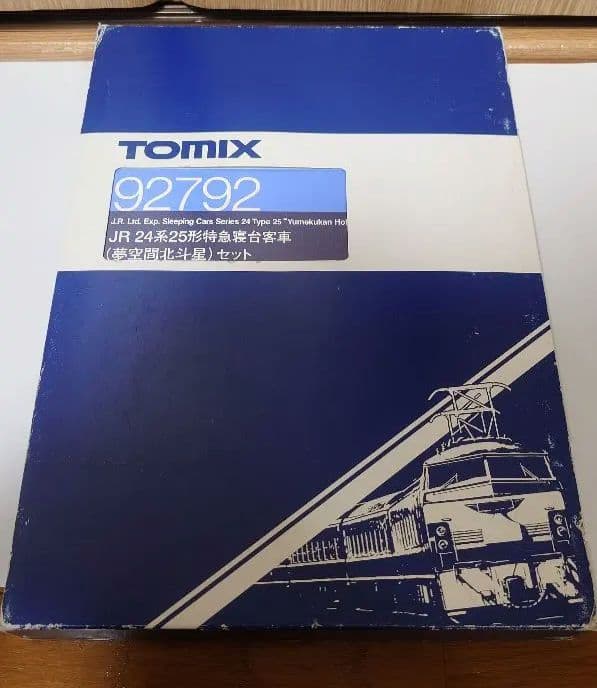 TOMIX
92792
J.R. Ltd. Exp. Sleeping Cars Series 24 Type 25 "Yumekukan Ho
JR 24系25形特急寝台客車
(夢空間北斗星)セット